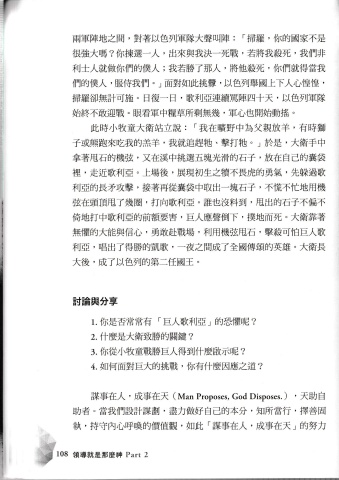 兩軍陣地之間，對著以色列軍隊大聲叫陣：「掃羅，你的國家不是
很強大嗎？你揀選一人，出來與我決一死戰，若將我殺死，我們非
利士人就做你們的僕人；我若勝了那人，將他殺死，你們就得當我
們的僕人，服侍我們。」面對如此挑釁，以色列舉國上下人心惶惶，
掃羅卻無計可施。日復一日，歌利亞連續罵陣四十天，以色列軍隊
始終不敢迎戰。眼看軍中糧草所剩無幾，軍心也開始動搖。
此時小牧童大衛站立說：「我在曠野中為父親放羊，有時獅
子或熊跑來吃我的羔羊，我就追趕牠、擊打牠。」於是，大衛手中
拿著甩石的機弦，又在溪中挑選五塊光滑的石子，放在自己的囊袋
裡，走近歌利亞。上場後，展現初生之犢不畏虎的勇氣，先躲過歌
利亞的長矛攻擊，接著再從囊袋中取出一塊石子，不慌不忙地用機
弦在頭頂甩了幾圈，打向歌利亞，誰也沒料到，甩出的石子不偏不
倚地打中歌利亞的前額要害，巨人應聲倒下，撲地而死。大衛靠著
無懼的大能與信心，勇敢赴戰場，利用機弦甩石，擊殺可怕巨人歌
利亞，唱出了得勝的凱歌，一夜之間成了全國傳頌的英雄。大衛長
大後，成了以色列的第二任國王。
討論與分享
1. 你是否常常有「巨人歌利亞」的恐懼呢？
2. 什麼是大衛致勝的關鍵？
3. 你從小牧童戰勝巨人得到什麼啟示呢？
4. 如何面對巨大的挑戰，你有什麼因應之道？
謀事在人，成事在天（Man Proposes, God Disposes.），天助自
助者。當我們設計謀劃，盡力做好自己的本分，知所當行，擇善固
執，持守內心呼喚的價值觀，如此「謀事在人，成事在天」的努力
108 領導就是那麼神 Part 2